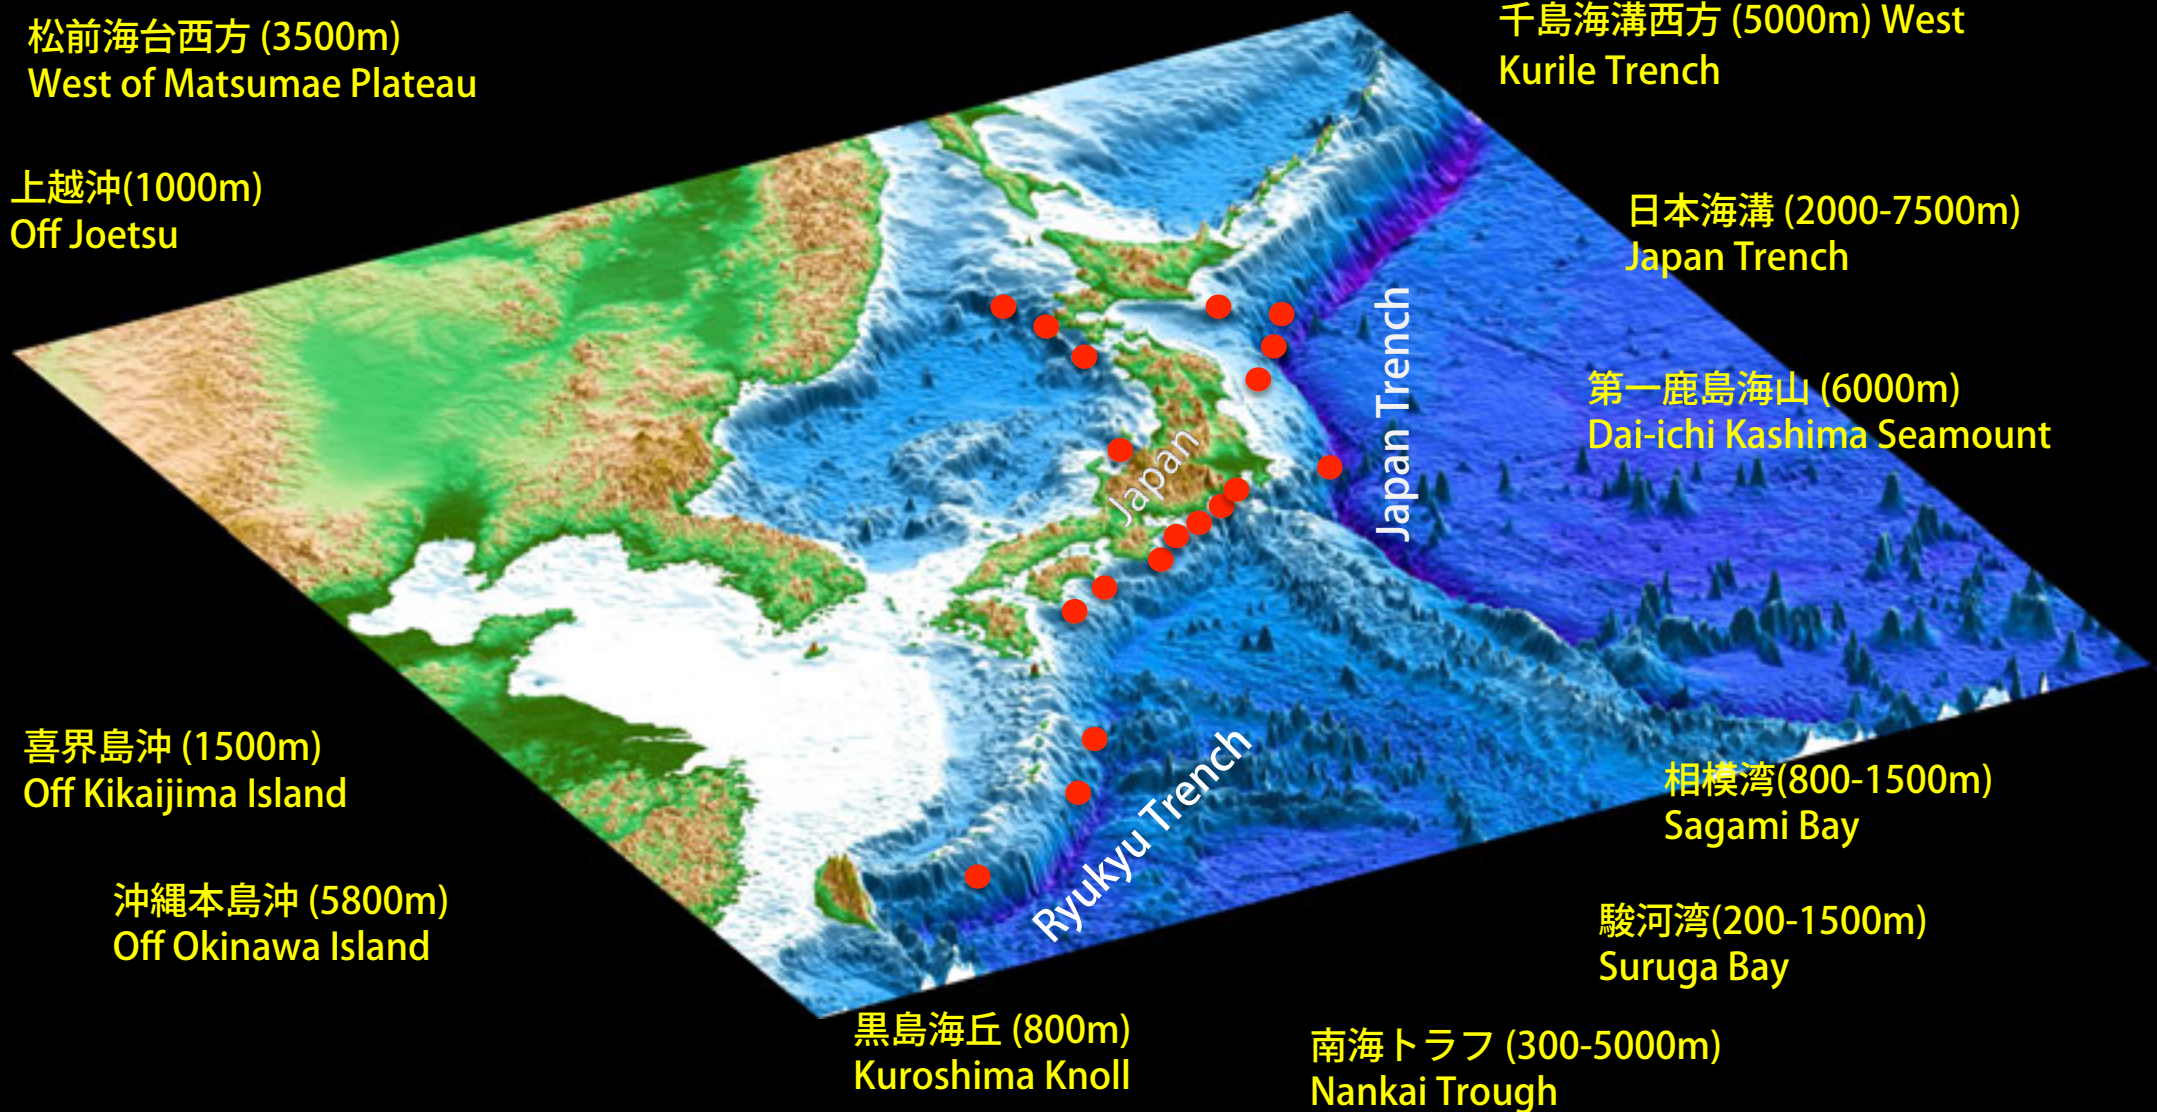 松前海台西方 (3500m)
West of Matsumae Plateau
千島海溝西方 (5000m) West
Kurile Trench
上越沖(1000m)
Off Joetsu
日本海溝 (2000-7500m)
Japan Trench
Japan Trench
第一鹿島海山 (6000m)
Dai-ichi Kashima Seamount
Japan
喜界島沖 (1500m)
Off Kikaijima Island
Ryukyu Trench
相模湾(800-1500m)
Sagami Bay
沖縄本島沖 (5800m)
Off Okinawa Island
駿河湾(200-1500m)
Suruga Bay
黒島海丘 (800m)
Kuroshima Knoll
南海トラフ (300-5000m)
Nankai Trough